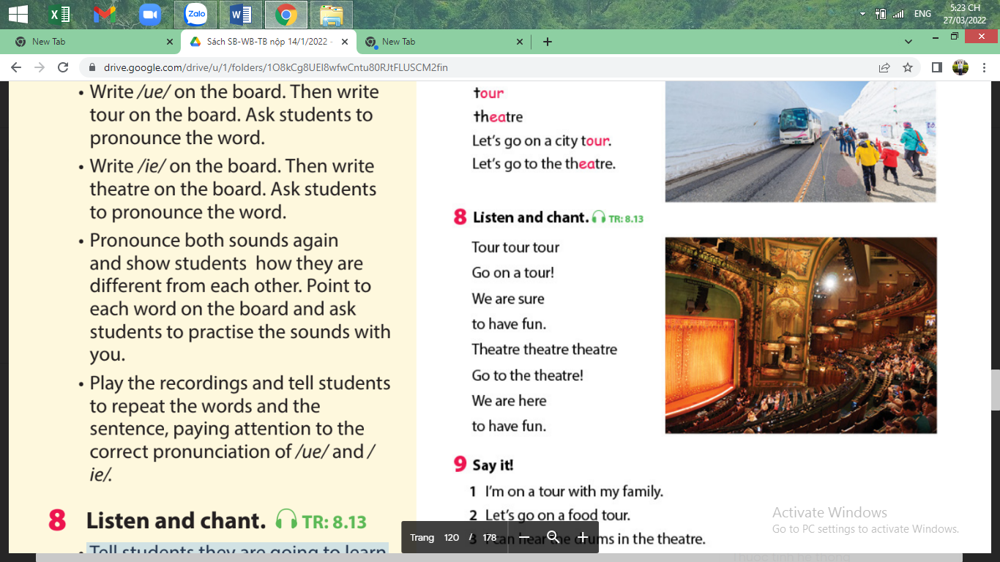 Zalo
ENG
5:23 CH
27/03/2022
New Tab
Sách SB-WB-TB nộp 14/1/2022 -
New Tab
drive.google.com/drive/u/1/folders/1O8kCg8UEI8wfwCntu80RJtFLUSCM2fin
• Write /ue/ on the board. Then write
tour on the board. Ask students to
pronounce the word.
• Write /ie/ on the board. Then write
theatre on the board. Ask students
to pronounce the word.
• Pronounce both sounds again
and show students how they are
different from each other. Point to
each word on the board and ask
students to practise the sounds with
you.
• Play the recordings and tell students
to repeat the words and the
sentence, paying attention to the
correct pronunciation of /ue/ and /
ie/.
8 Listen and chant. TR: 8.13
• Tell students they are going to learn
tour
theatre
Let's go on a city tour.
Let's go to the theatre.
8 Listen and chant. TR: 8.13
Tour tour tour
Go on a tour!
We are sure
to have fun.
Theatre theatre theatre
Go to the theatre!
We are here
to have fun.
9 Say it!
1 I'm on a tour with my family.
2 Let's go on a food tour.
3 I can hear the drums in the theatre.
Trang 120 / 178
Activate Windows
Go to PC settings to activate Windows.
Thuộc tính hệ thống